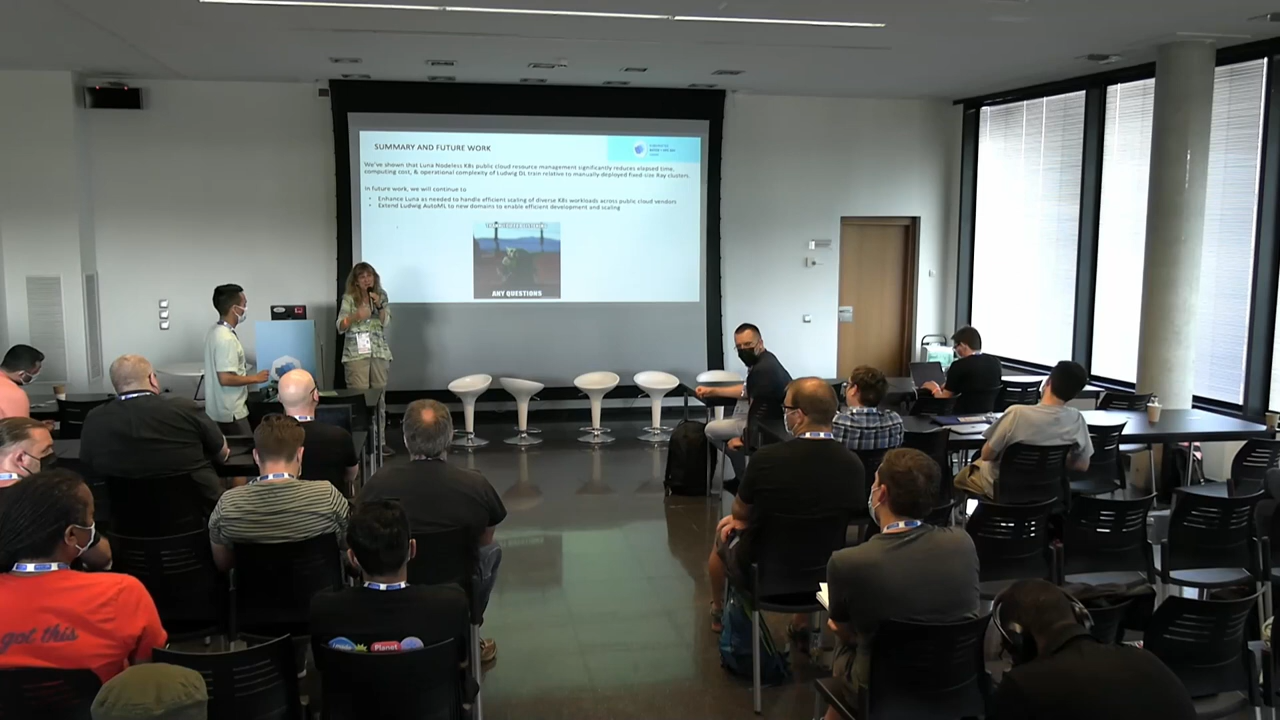 SUMMARY AND FUTURE WORK
We've shown that Luna Nodeless K8s public cloud resource management significantly reduces elapsed time,
computing cost, & operational complexity of Ludwig DL train relative to manually deployed fixed-size Ray clusters.
In future work, we will continue to
• Enhance Luna as needed to handle efficient scaling of diverse K8s workloads across public cloud vendors
• Extend Ludwig AutoML to new domains to enable efficient development and scaling
ANY QUESTIONS
got this
Planet